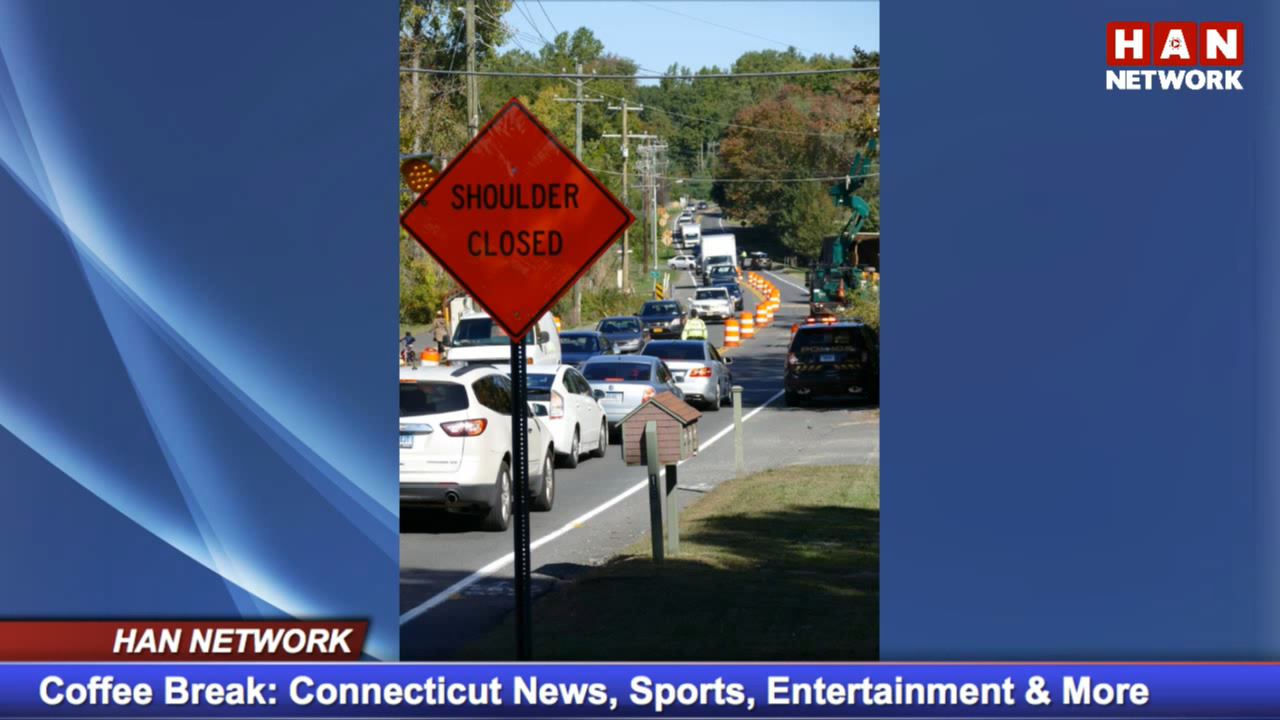 HAN
NETWORK
SHOULDER
CLOSED
HAN NETWORK
Coffee Break: Connecticut News, Sports, Entertainment & More